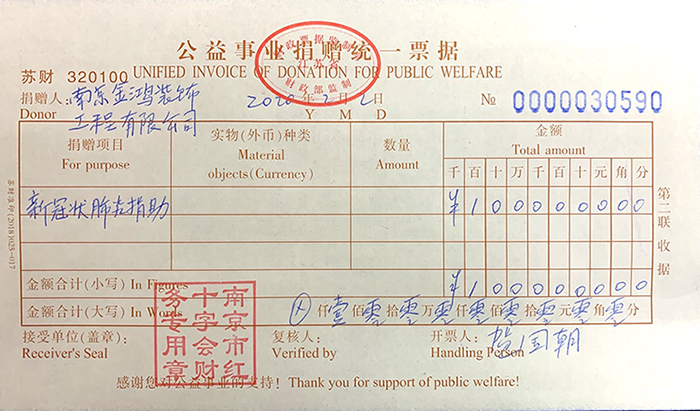 公益事业捐赠统一票据
苏财 320100 UNIFIED INVOICE OF DONATION FOR PUBLIC WELFARE
财政部监制
捐赠人: 南京金鸿装饰工程有限公司
Donor
2020 年 2 月 2 日
Y M D
№ 0000030590
捐赠项目
For purpose
实物(外币)种类
Material
objects(Currency)
数量
Amount
金额
Total amount
千 百 十 万 千 百 十 元 角 分
新冠状肺炎捐助
¥ 1 0 0 0 0 0 0 0 0
金额合计(小写) In Figures ¥ 1 0 0 0 0 0 0 0 0
金额合计(大写) In Words ⊗ 仟 壹 佰 零 拾 零 万 零 仟 零 佰 零 拾 零 元 零 角 零 分
第二联 收据
接受单位(盖章):
Receiver's Seal
南京市红十字会财务专用章
复核人:
Verified by
开票人: 贺国朝
Handling Person
感谢您对公益事业的支持! Thank you for support of public welfare!